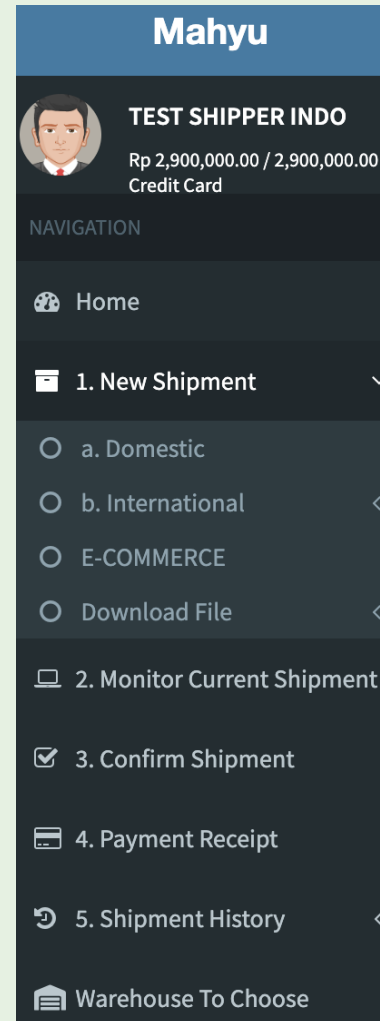 Mahyu
TEST SHIPPER INDO
Rp 2,900,000.00 / 2,900,000.00
Credit Card
NAVIGATION
Home
1. New Shipment
a. Domestic
b. International
E-COMMERCE
Download File
2. Monitor Current Shipment
3. Confirm Shipment
4. Payment Receipt
5. Shipment History
Warehouse To Choose